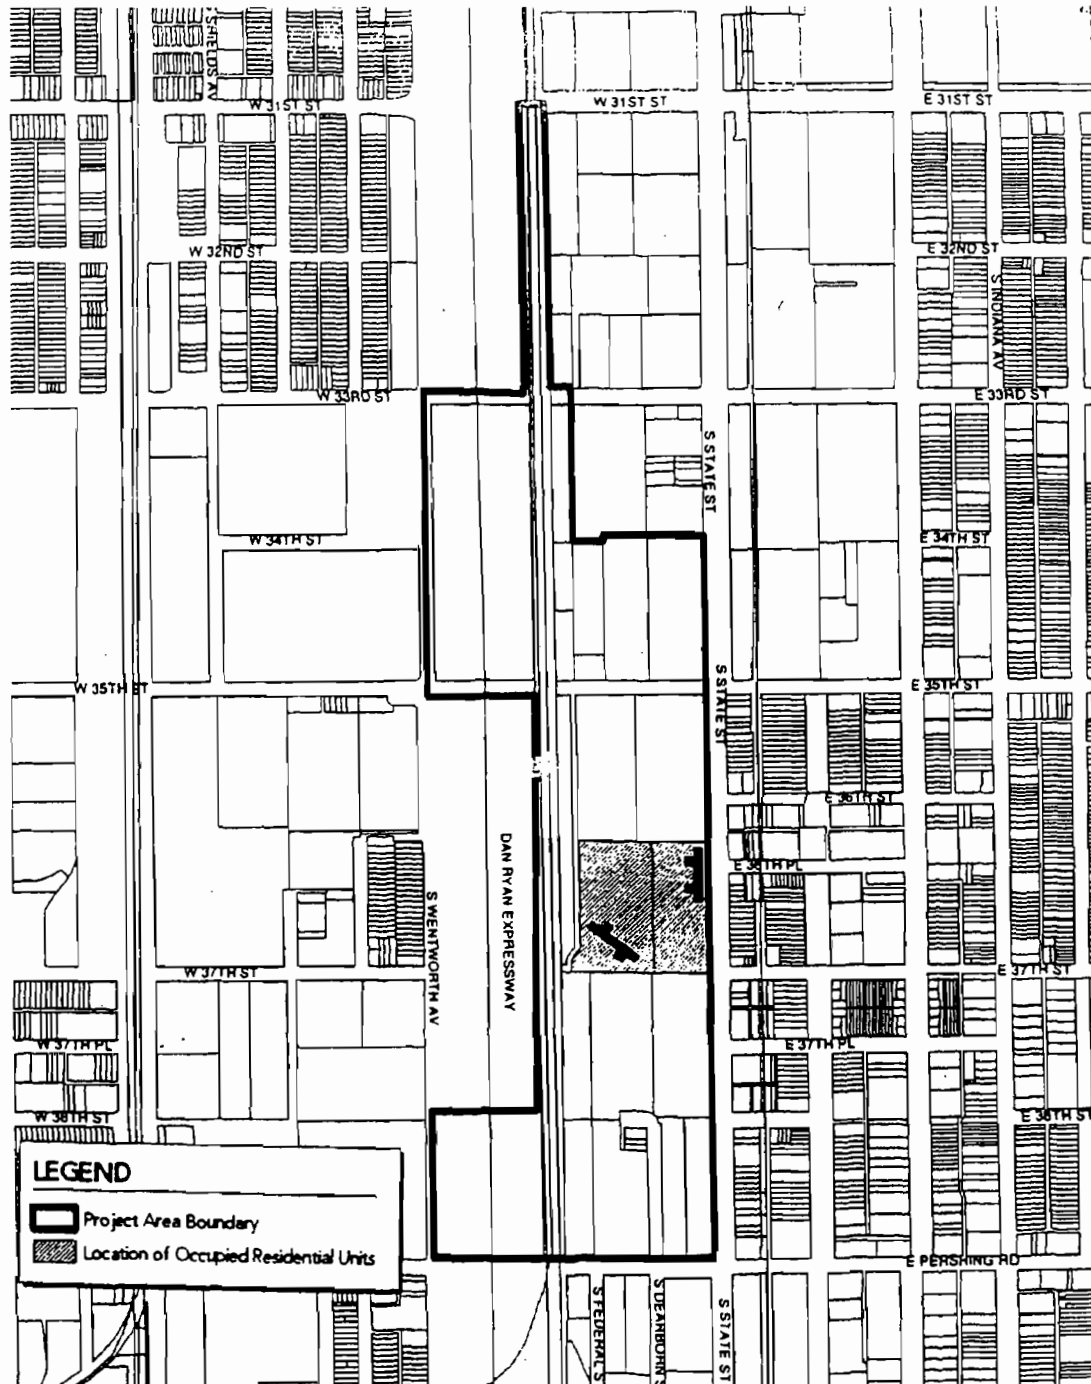 S SHIELDS AV
W 31ST ST
W 31ST ST
E 31ST ST
W 32ND ST
E 32ND ST
S INDIANA AV
W 33RD ST
E 33RD ST
S STATE ST
W 34TH ST
E 34TH ST
W 35TH ST
E 35TH ST
S STATE ST
E 36TH ST
E 36TH PL
DAN RYAN EXPRESSWAY
S WENTWORTH AV
W 37TH ST
E 37TH ST
W 37TH PL
E 37TH PL
W 38TH ST
E 38TH ST
LEGEND
Project Area Boundary
Location of Occupied Residential Units
E PERSHING RD
S FEDERAL S
S DEARBORN S
S STATE ST